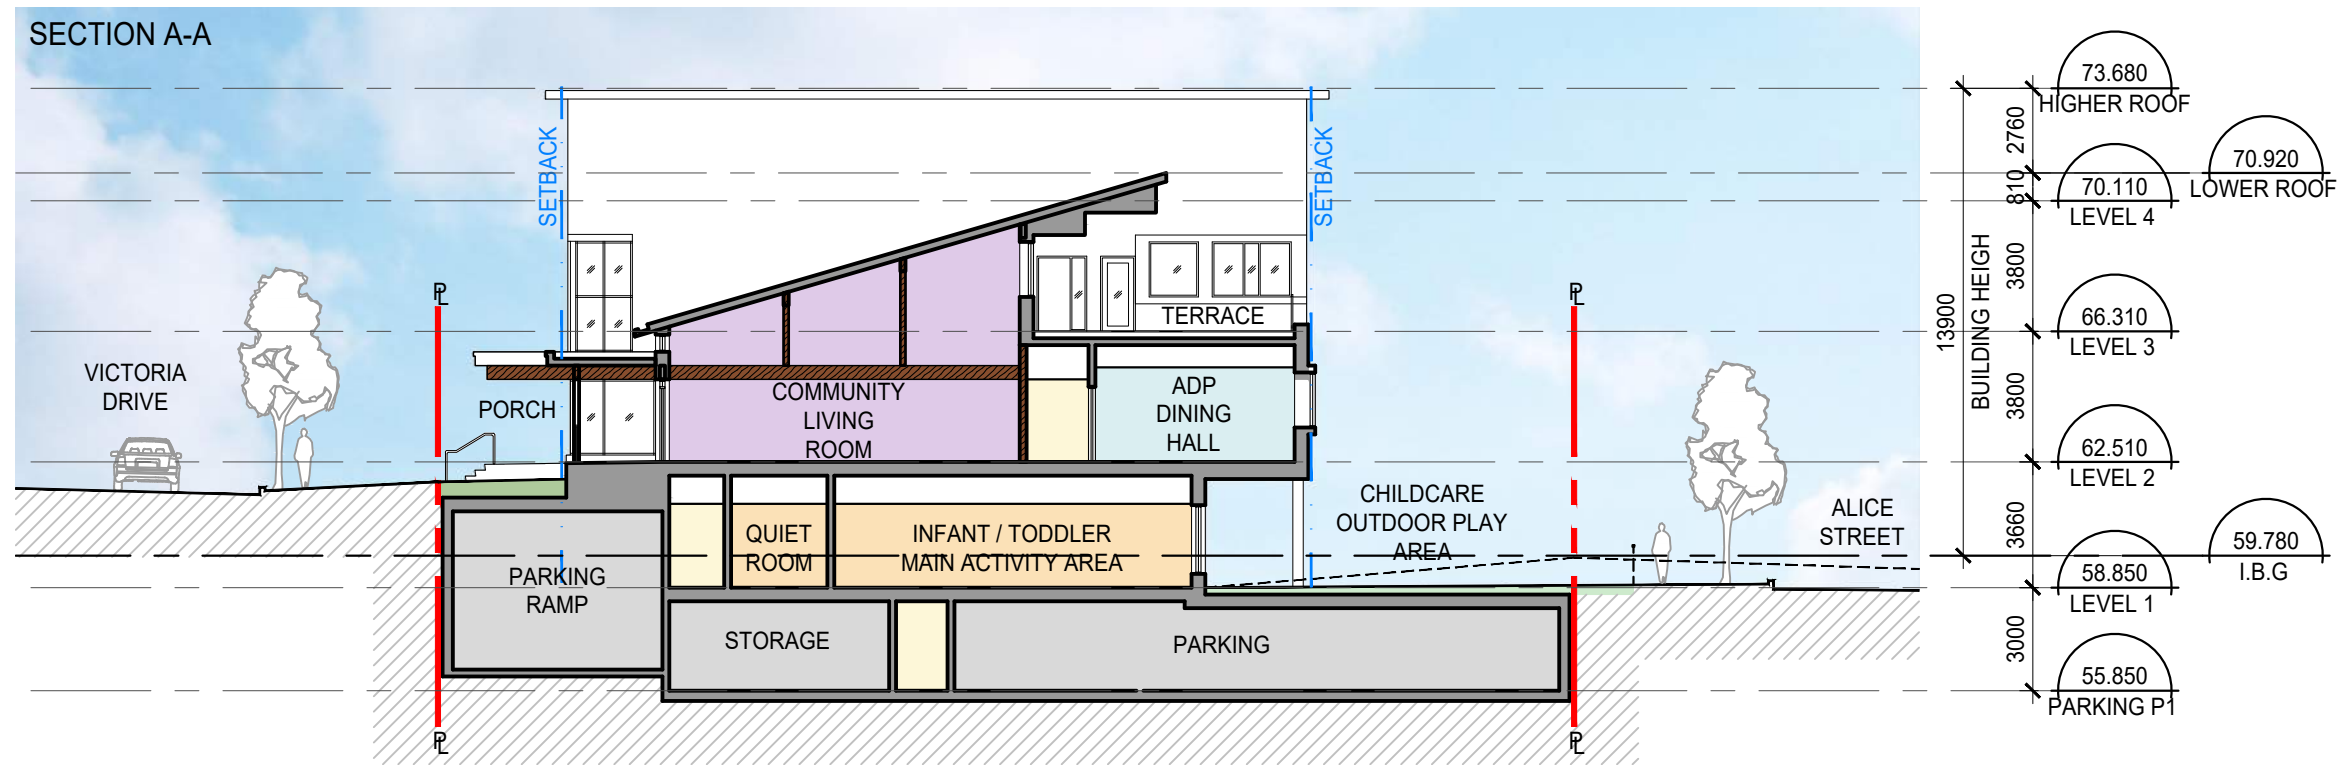 SECTION A-A
SETBACK
SETBACK
VICTORIA
DRIVE
PL
PL
PORCH
COMMUNITY
LIVING
ROOM
TERRACE
ADP
DINING
HALL
QUIET
ROOM
INFANT / TODDLER
MAIN ACTIVITY AREA
CHILDCARE
OUTDOOR PLAY
AREA
ALICE
STREET
PARKING
RAMP
STORAGE
PARKING
PL
PL
13900
BUILDING HEIGH
2760
810
3800
3800
3660
3000
73.680
HIGHER ROOF
70.920
LOWER ROOF
70.110
LEVEL 4
66.310
LEVEL 3
62.510
LEVEL 2
59.780
I.B.G
58.850
LEVEL 1
55.850
PARKING P1